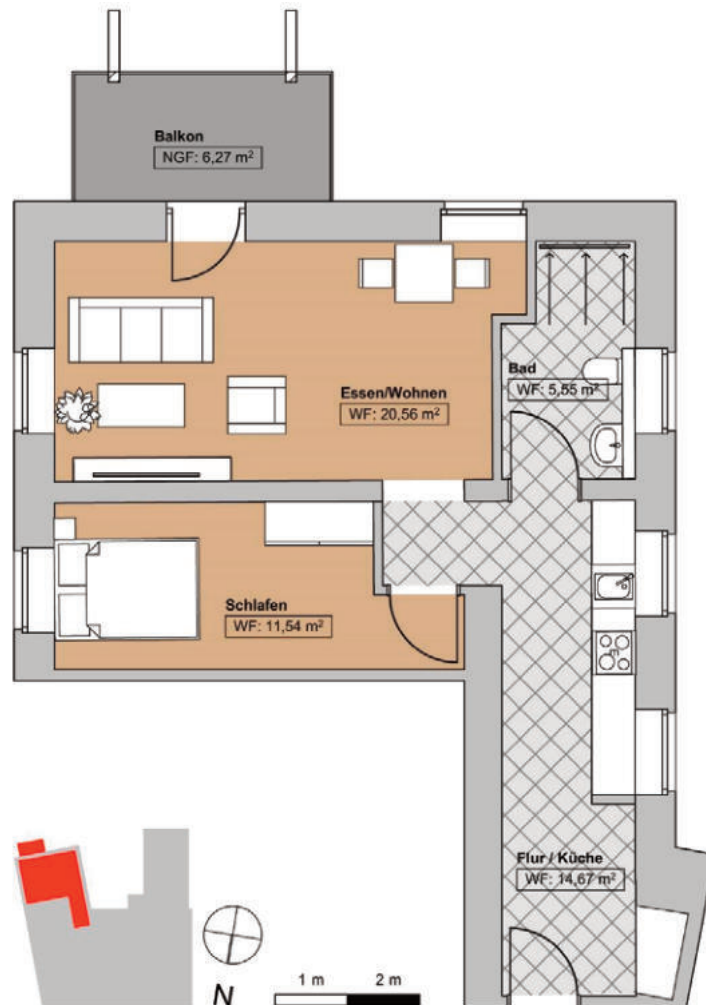 Balkon
NGF: 6,27 m²
Essen/Wohnen
WF: 20,56 m²
Bad
WF: 5,55 m²
Schlafen
WF: 11,54 m²
Flur / Küche
WF: 14,67 m²
N
1 m
2 m